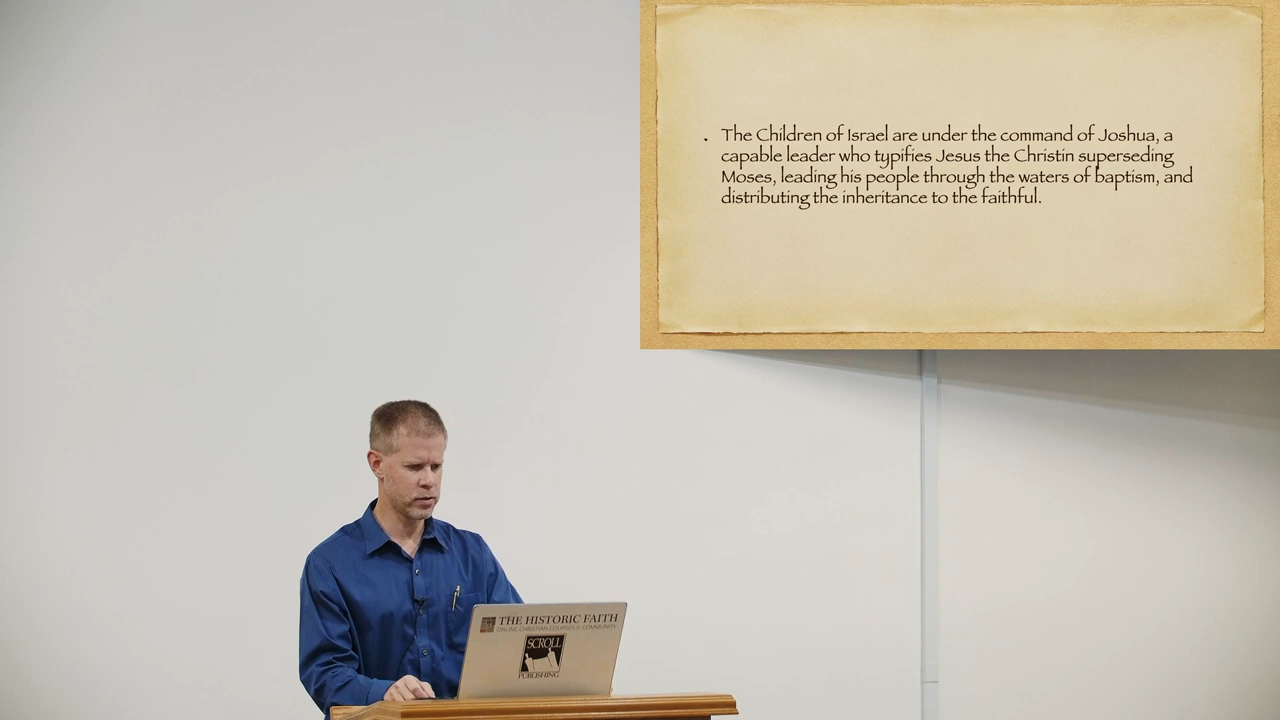 . The Children of Israel are under the command of Joshua, a
capable leader who typifies Jesus the Christin superseding
Moses, leading his people through the waters of baptism, and
distributing the inheritance to the faithful.
THE HISTORIC FAITH
ONLINE CHRISTIAN COURSES & COMMUNITY
SCROLL
PUBLISHING